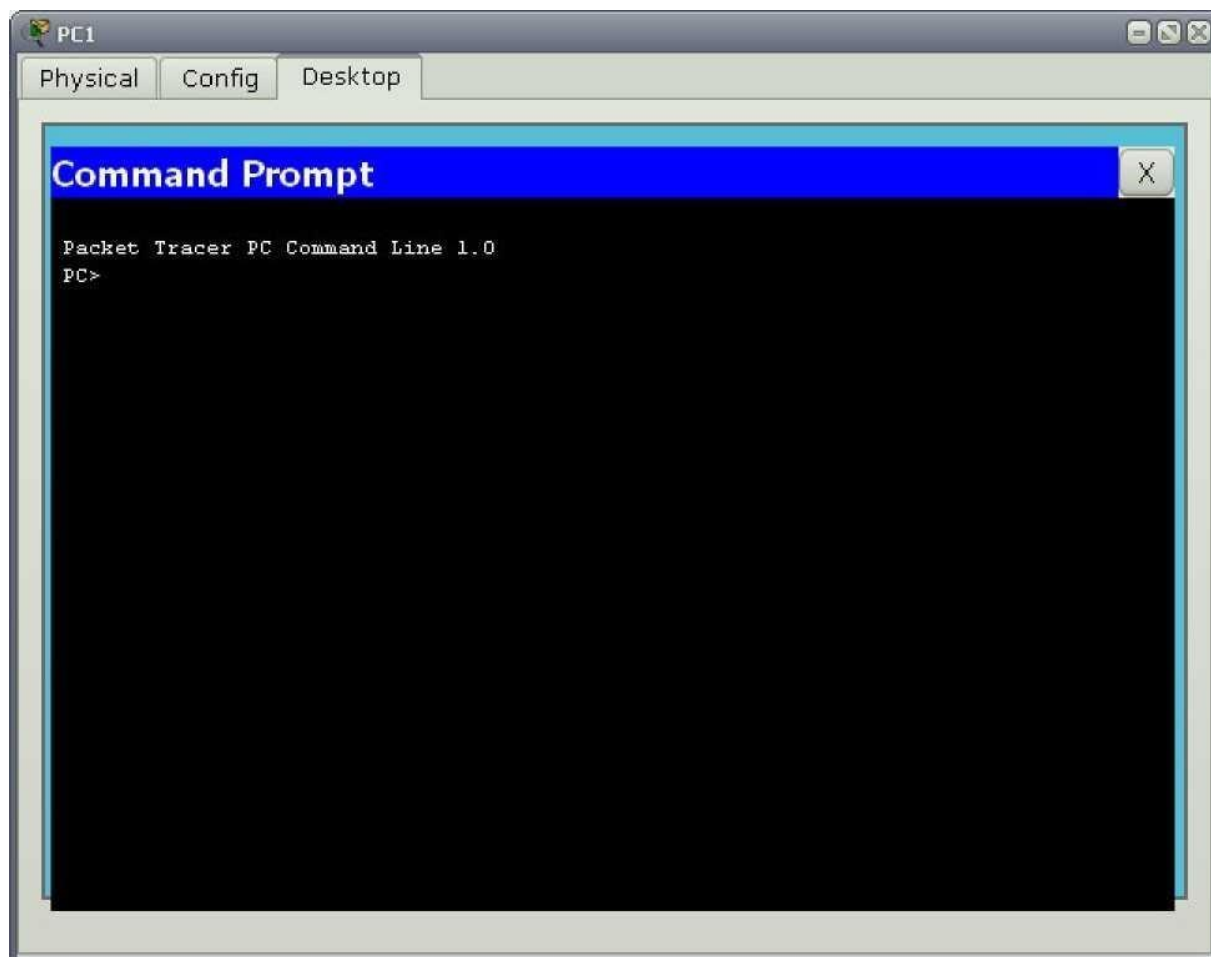 PC1
Physical Config Desktop
Command Prompt X
Packet Tracer PC Command Line 1.0
PC>